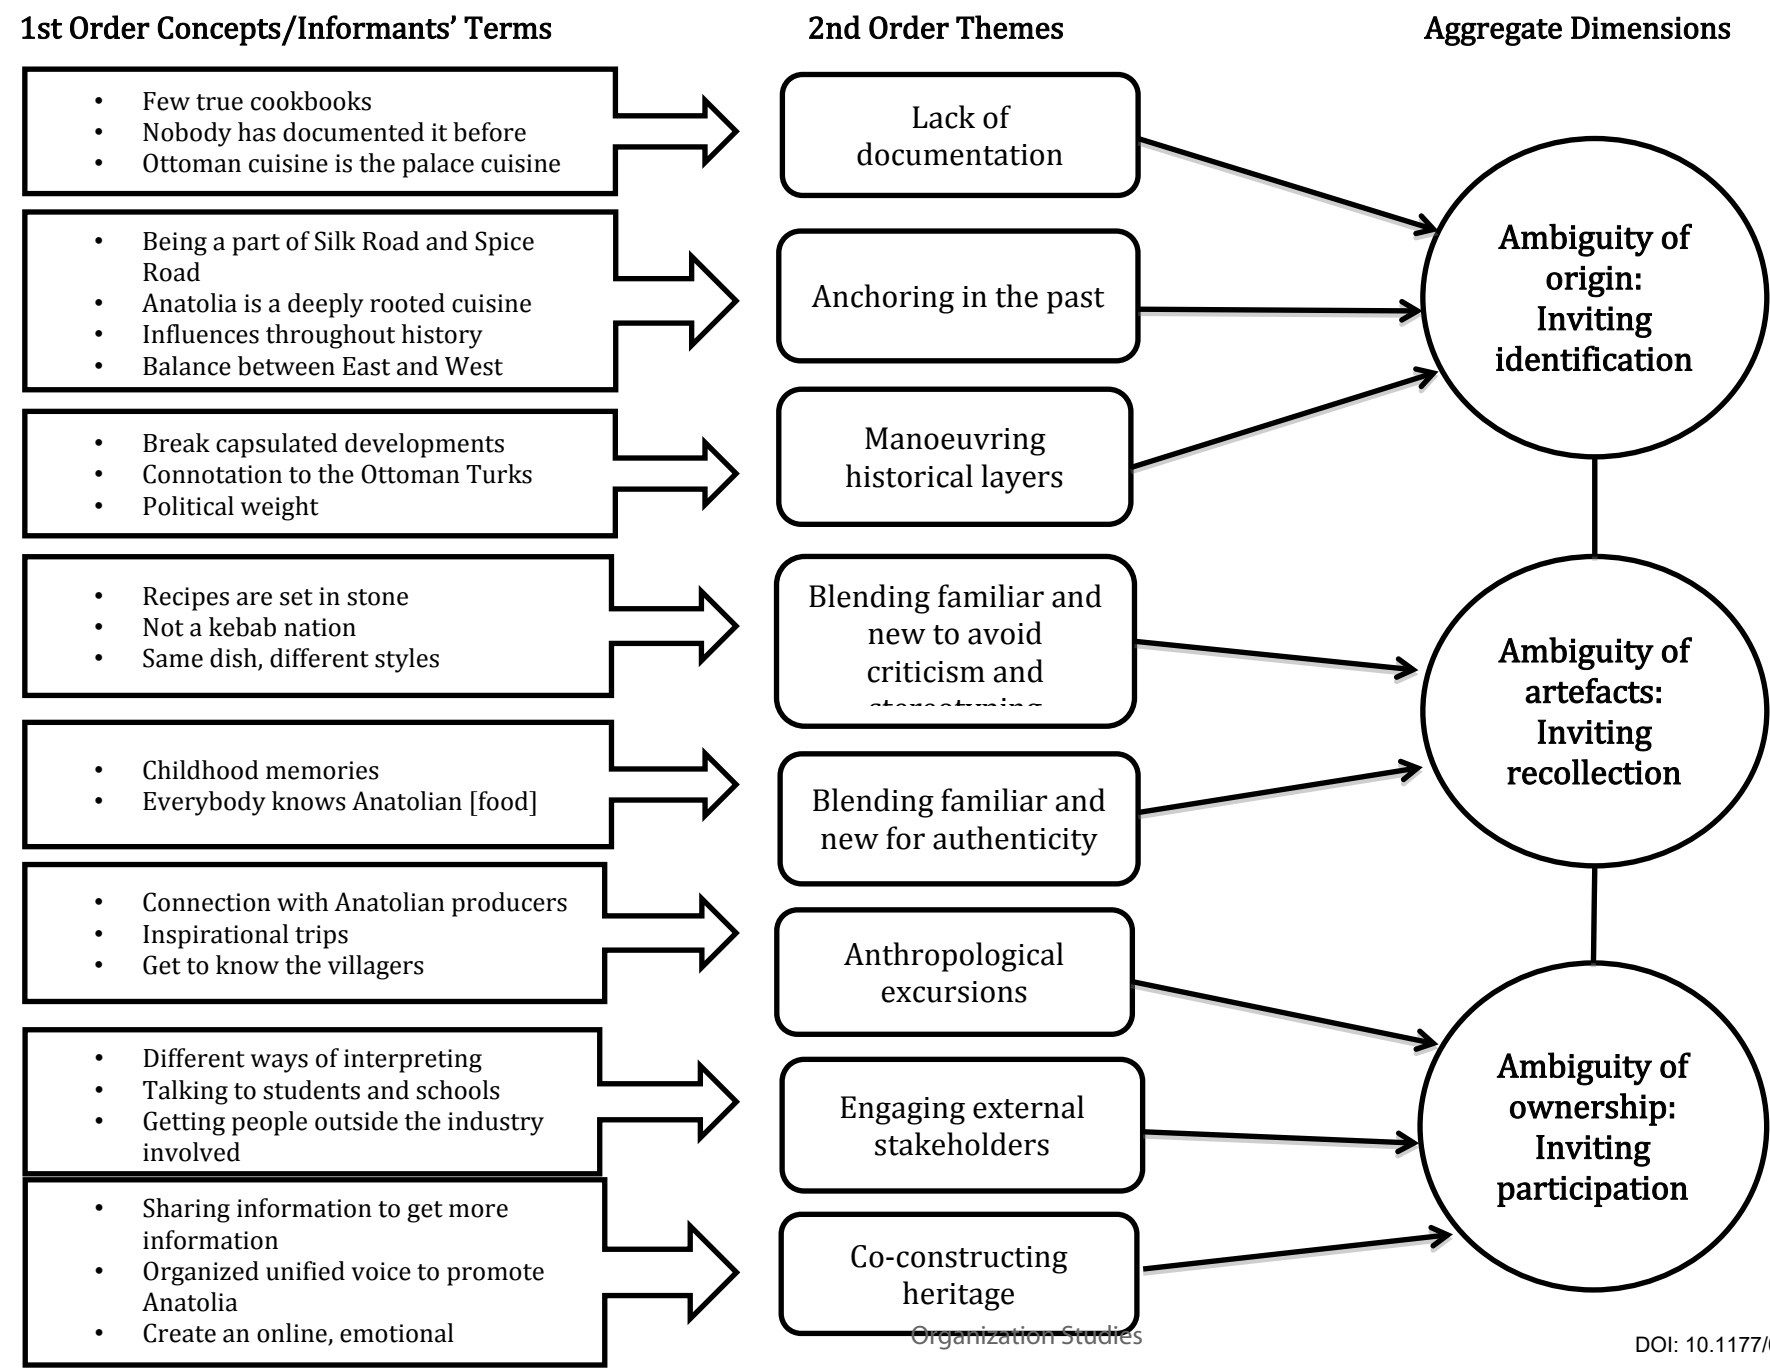 1st Order Concepts/Informants' Terms
2nd Order Themes
Aggregate Dimensions
• Few true cookbooks
• Nobody has documented it before
• Ottoman cuisine is the palace cuisine
Lack of
documentation
• Being a part of Silk Road and Spice
Road
• Anatolia is a deeply rooted cuisine
• Influences throughout history
• Balance between East and West
Anchoring in the past
• Break capsulated developments
• Connotation to the Ottoman Turks
• Political weight
Manoeuvring
historical layers
Ambiguity of
origin:
Inviting
identification
• Recipes are set in stone
• Not a kebab nation
• Same dish, different styles
Blending familiar and
new to avoid
criticism and
stereotyping
• Childhood memories
• Everybody knows Anatolian [food]
Blending familiar and
new for authenticity
Ambiguity of
artefacts:
Inviting
recollection
• Connection with Anatolian producers
• Inspirational trips
• Get to know the villagers
Anthropological
excursions
• Different ways of interpreting
• Talking to students and schools
• Getting people outside the industry
involved
Engaging external
stakeholders
• Sharing information to get more
information
• Organized unified voice to promote
Anatolia
• Create an online, emotional
Co-constructing
heritage
Ambiguity of
ownership:
Inviting
participation
Organization Studies
DOI: 10.1177/